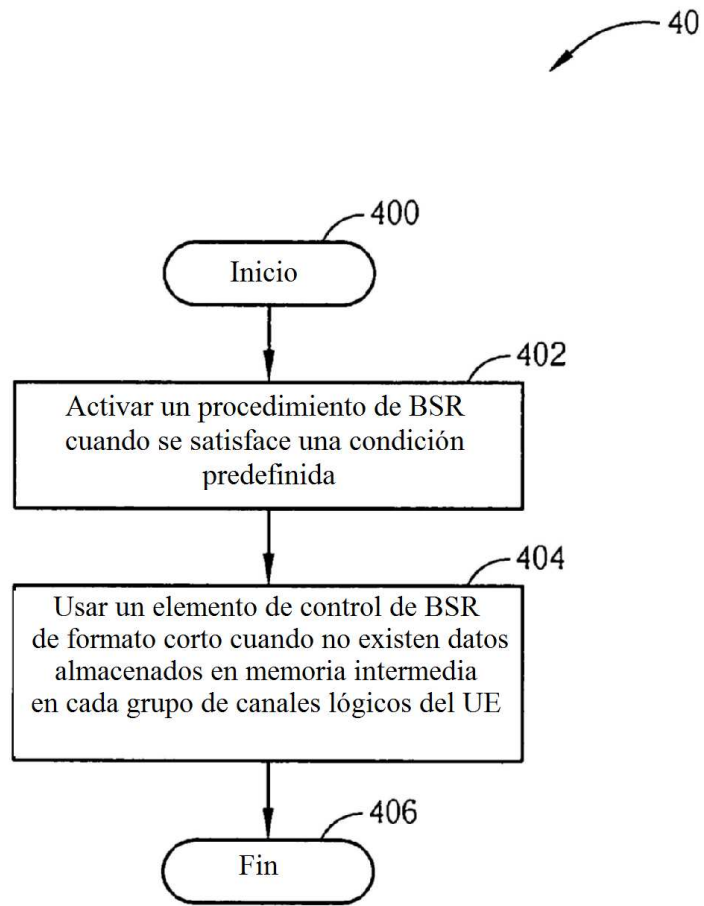 40
400
Inicio
402
Activar un procedimiento de BSR
cuando se satisface una condición
predefinida
404
Usar un elemento de control de BSR
de formato corto cuando no existen datos
almacenados en memoria intermedia
en cada grupo de canales lógicos del UE
406
Fin